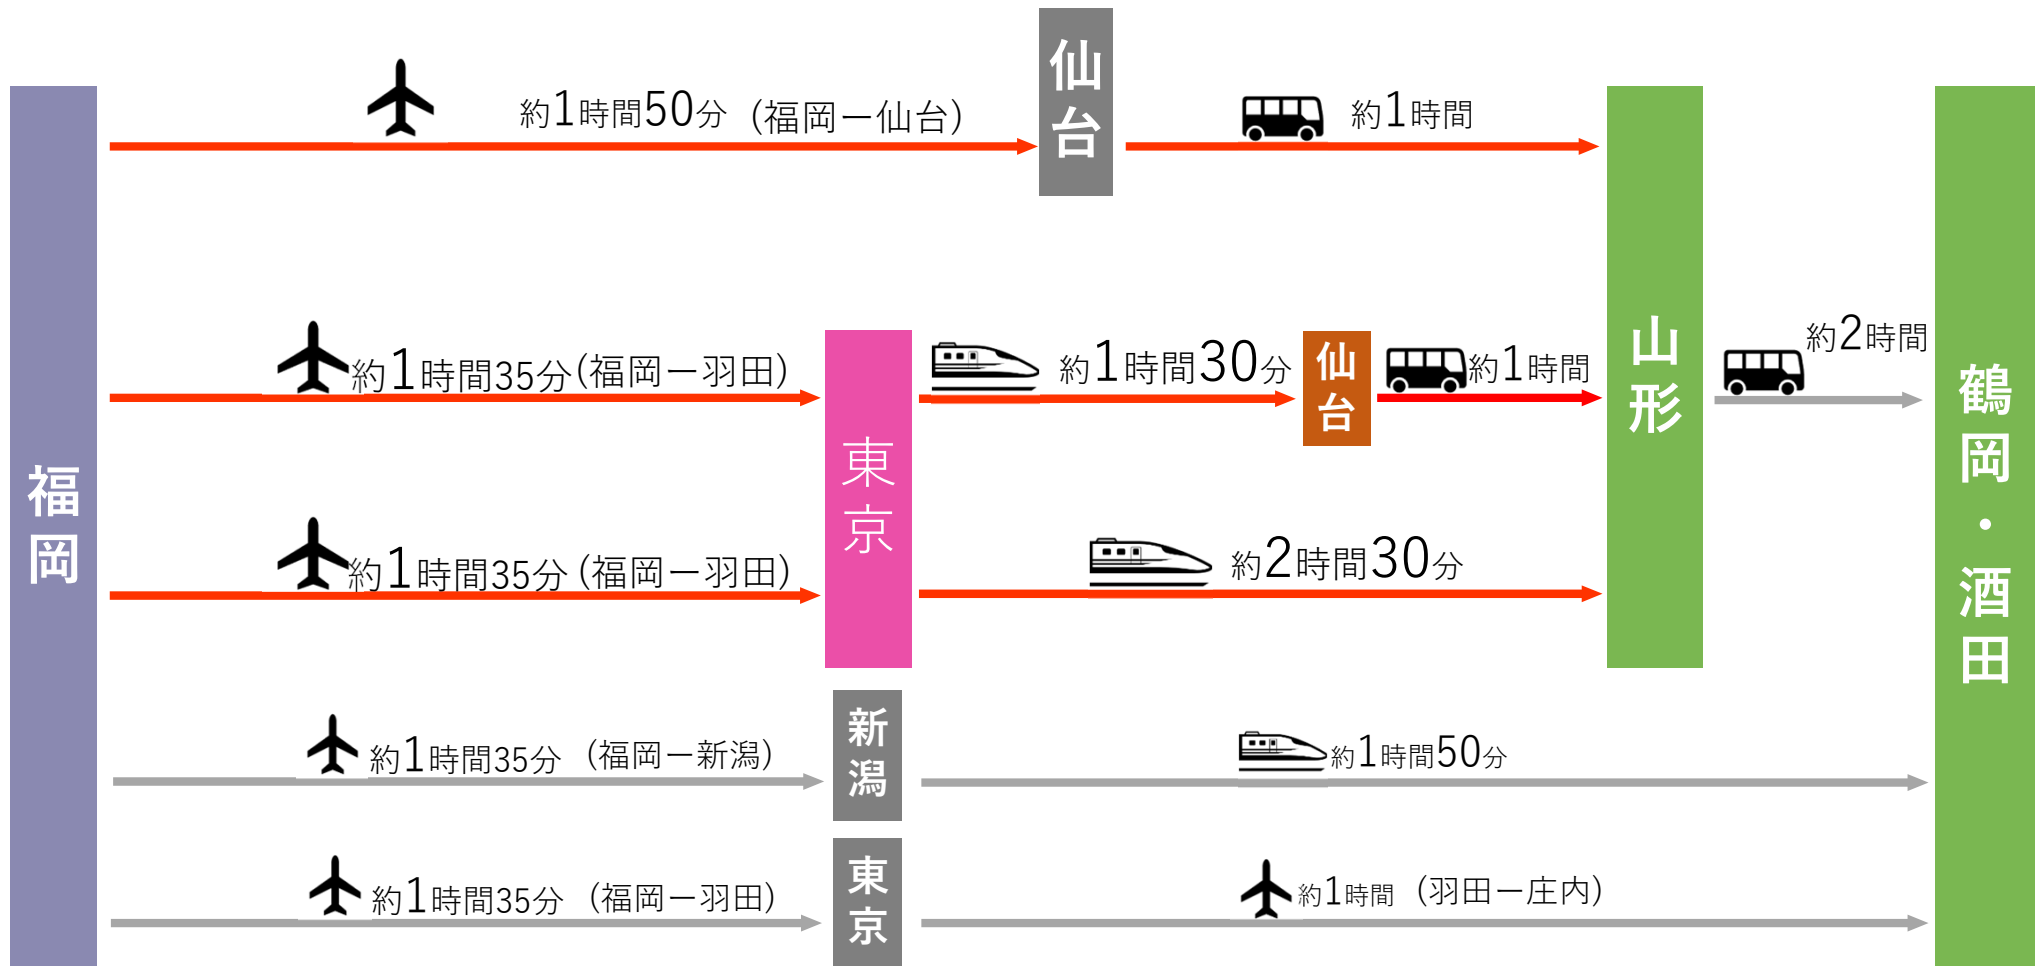 福岡
約1時間50分 (福岡ー仙台)
仙台
約1時間
約1時間35分(福岡ー羽田)
東京
約1時間30分
仙台
約1時間
山形
約2時間
鶴岡・酒田
約1時間35分 (福岡ー羽田)
約2時間30分
約1時間35分 (福岡ー新潟)
新潟
約1時間50分
約1時間35分 (福岡ー羽田)
東京
約1時間 (羽田ー庄内)